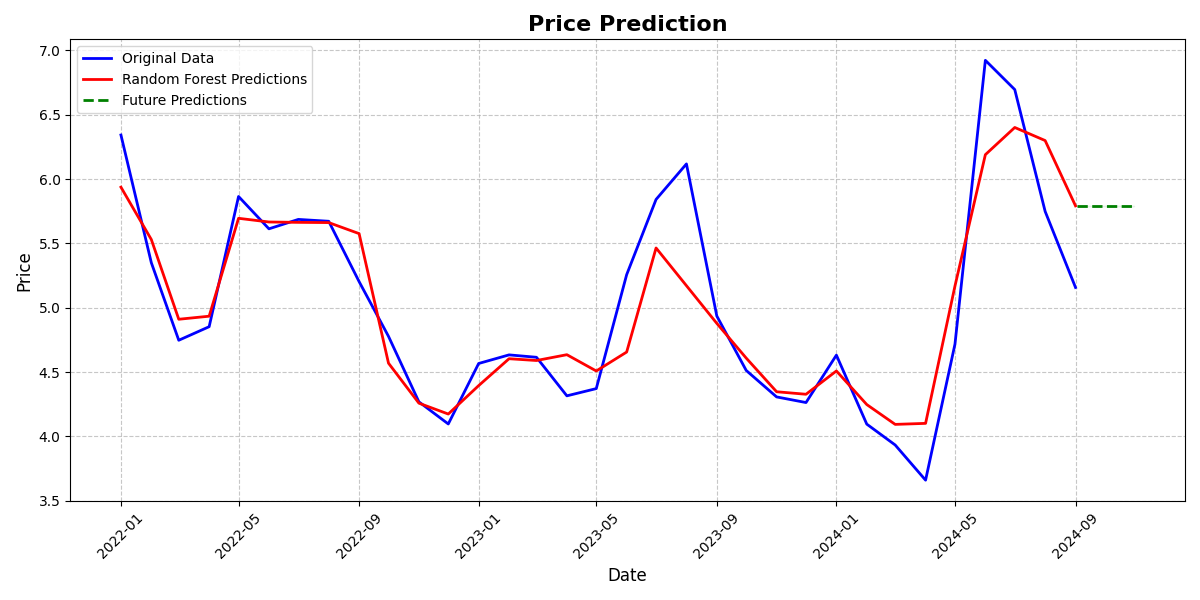 Price Prediction
Original Data
Random Forest Predictions
Future Predictions
Price
7.0
6.5
6.0
5.5
5.0
4.5
4.0
3.5
2022-01
2022-05
2022-09
2023-01
2023-05
2023-09
2024-01
2024-05
2024-09
Date